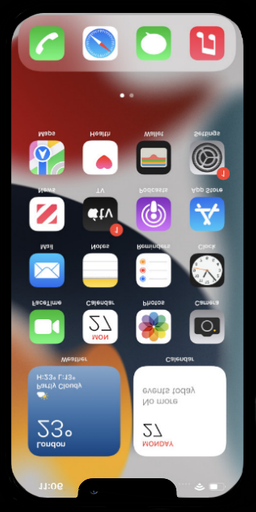 11:06
London
23°
Partly Cloudy
H:23° L:13°
MONDAY
27
No more
events today
Weather Calendar
MON
27
FaceTime Calendar Photos Camera
Mail Notes Reminders Clock
1
tv
News TV Podcasts App Store
1
Maps Health Wallet Settings